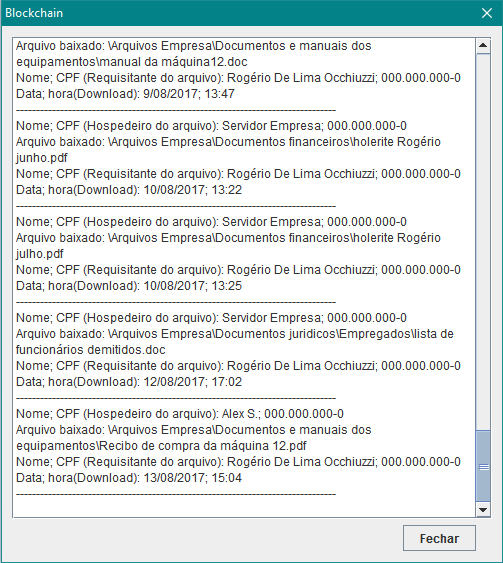 Blockchain
Arquivo baixado: \Arquivos Empresa\Documentos e manuais dos
equipamentos\manual da máquina12.doc
Nome; CPF (Requisitante do arquivo): Rogério De Lima Occhiuzzi; 000.000.000-0
Data; hora(Download): 9/08/2017; 13:47
--------------------------------------------------------------------------------
Nome; CPF (Hospedeiro do arquivo): Servidor Empresa; 000.000.000-0
Arquivo baixado: \Arquivos Empresa\Documentos financeiros\holerite Rogério
junho.pdf
Nome; CPF (Requisitante do arquivo): Rogério De Lima Occhiuzzi; 000.000.000-0
Data; hora(Download): 10/08/2017; 13:22
--------------------------------------------------------------------------------
Nome; CPF (Hospedeiro do arquivo): Servidor Empresa; 000.000.000-0
Arquivo baixado: \Arquivos Empresa\Documentos financeiros\holerite Rogério
julho.pdf
Nome; CPF (Requisitante do arquivo): Rogério De Lima Occhiuzzi; 000.000.000-0
Data; hora(Download): 10/08/2017; 13:25
--------------------------------------------------------------------------------
Nome; CPF (Hospedeiro do arquivo): Servidor Empresa; 000.000.000-0
Arquivo baixado: \Arquivos Empresa\Documentos juridicos\Empregados\lista de
funcionários demitidos.doc
Nome; CPF (Requisitante do arquivo): Rogério De Lima Occhiuzzi; 000.000.000-0
Data; hora(Download): 12/08/2017; 17:02
--------------------------------------------------------------------------------
Nome; CPF (Hospedeiro do arquivo): Alex S.; 000.000.000-0
Arquivo baixado: \Arquivos Empresa\Documentos e manuais dos
equipamentos\Recibo de compra da máquina 12.pdf
Nome; CPF (Requisitante do arquivo): Rogério De Lima Occhiuzzi; 000.000.000-0
Data; hora(Download): 13/08/2017; 15:04
--------------------------------------------------------------------------------
Fechar